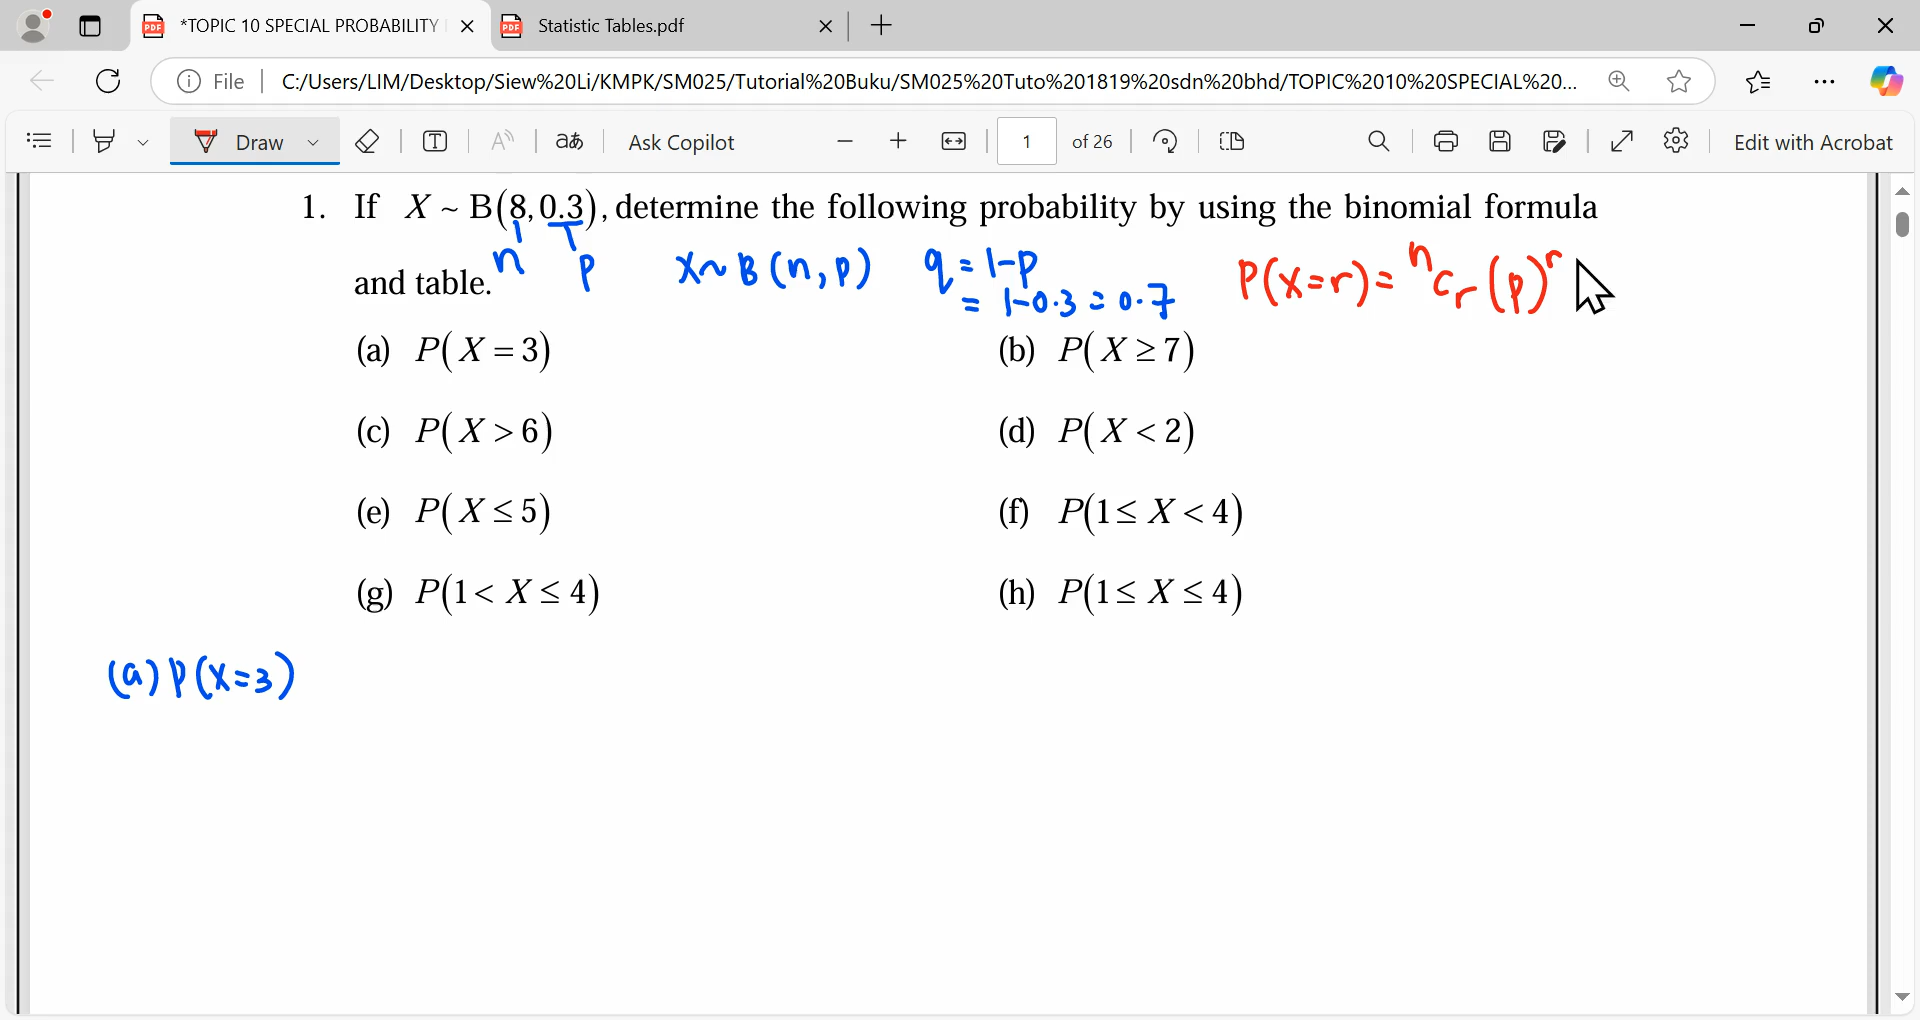 *TOPIC 10 SPECIAL PROBABILITY
Statistic Tables.pdf
File
C:/Users/LIM/Desktop/Siew%20Li/KMPK/SM025/Tutorial%20Buku/SM025%20Tuto%201819%20sdn%20bhd/TOPIC%2010%20SPECIAL%20...
Draw
Ask Copilot
1
of 26
Edit with Acrobat
1. If X ~ B(8, 0.3), determine the following probability by using the binomial formula
n p X~B(n,p) q = 1-p P(X=r) = ⁿCᵣ (p)ʳ
and table.
= 1-0.3 = 0.7
(a) P(X = 3) (b) P(X ≥ 7)
(c) P(X > 6) (d) P(X < 2)
(e) P(X ≤ 5) (f) P(1 ≤ X < 4)
(g) P(1 < X ≤ 4) (h) P(1 ≤ X ≤ 4)
(a) P(X=3)